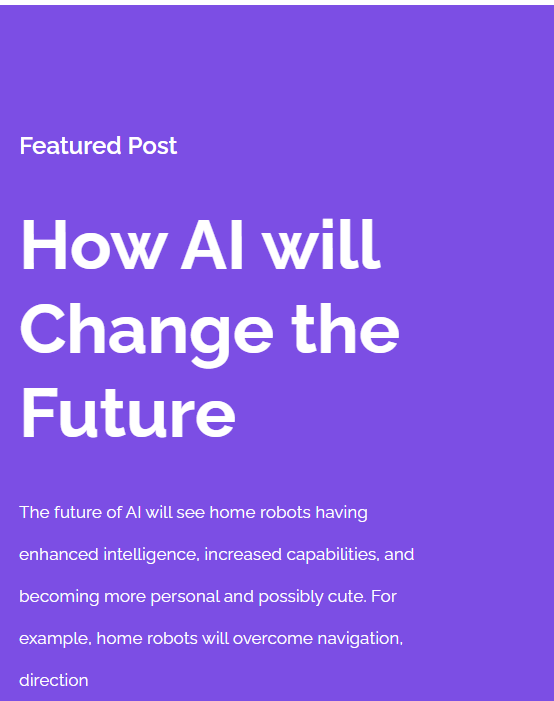 Featured Post
How AI will
Change the
Future
The future of AI will see home robots having
enhanced intelligence, increased capabilities, and
becoming more personal and possibly cute. For
example, home robots will overcome navigation,
direction